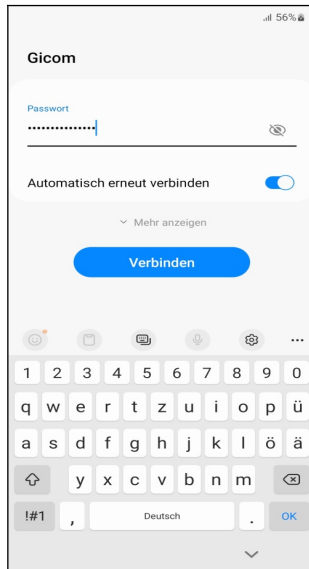 56%
Gicom
Passwort
•••••••••••••••
Automatisch erneut verbinden
Mehr anzeigen
Verbinden
1 2 3 4 5 6 7 8 9 0
q w e r t z u i o p ü
a s d f g h j k l ö ä
y x c v b n m
!#1 , Deutsch . OK